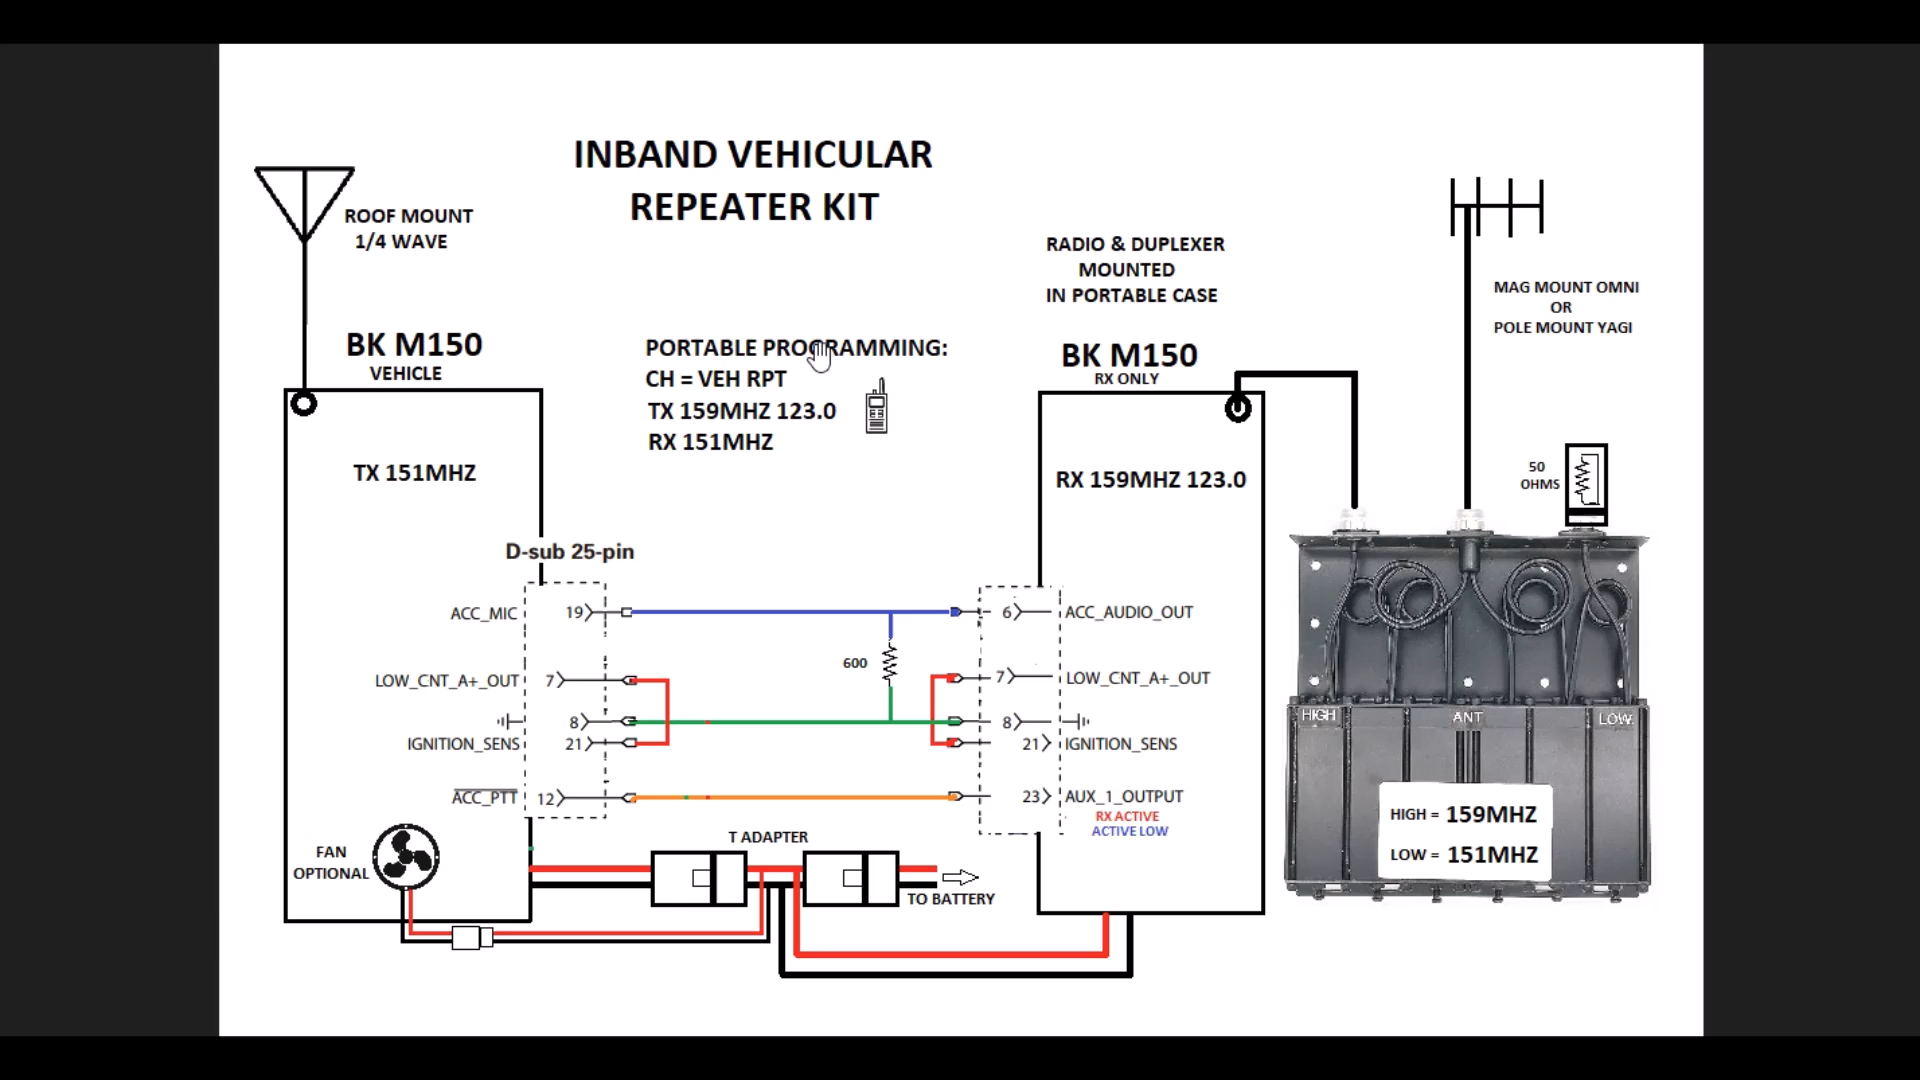 INBAND VEHICULAR
REPEATER KIT
ROOF MOUNT
1/4 WAVE
RADIO & DUPLEXER
MOUNTED
IN PORTABLE CASE
MAG MOUNT OMNI
OR
POLE MOUNT YAGI
BK M150
VEHICLE
PORTABLE PROGRAMMING:
CH = VEH RPT
TX 159MHZ 123.0
RX 151MHZ
BK M150
RX ONLY
TX 151MHZ
RX 159MHZ 123.0
50
OHMS
D-sub 25-pin
ACC_MIC
19
6
ACC_AUDIO_OUT
600
LOW_CNT_A+_OUT
7
7
LOW_CNT_A+_OUT
8
8
IGNITION_SENS
21
21
IGNITION_SENS
ACC_PTT
12
23
AUX_1_OUTPUT
RX ACTIVE
ACTIVE LOW
HIGH
ANT
LOW
HIGH = 159MHZ
LOW = 151MHZ
FAN
OPTIONAL
T ADAPTER
TO BATTERY